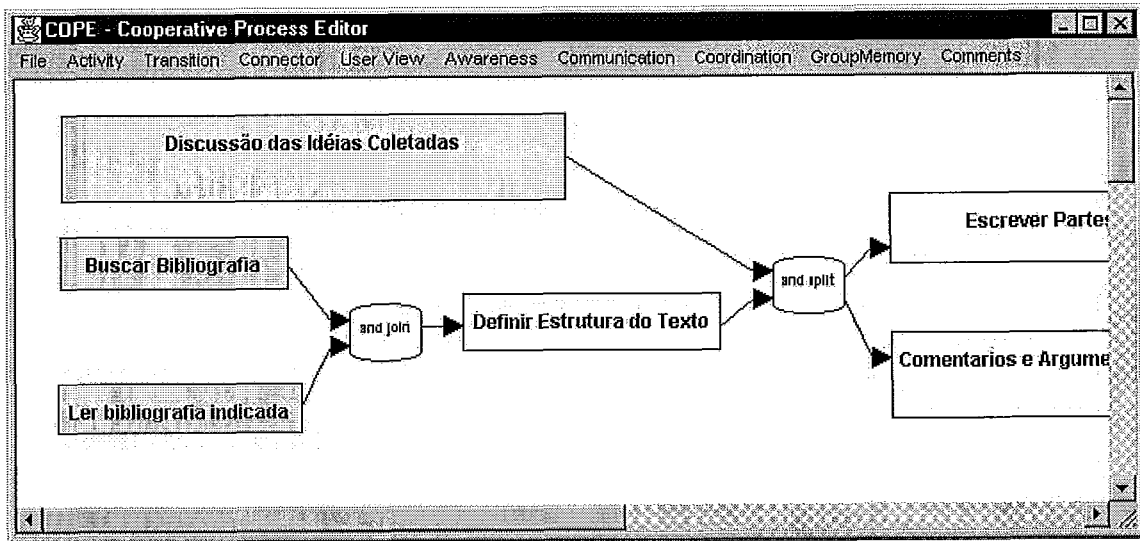 COPE - Cooperative Process Editor
File Activity Transition Connector User View Awareness Communication Coordination GroupMemory Comments
Discussão das Idéias Coletadas
Escrever Partes
Buscar Bibliografia
and split
and join
Definir Estrutura do Texto
Comentarios e Argume
Ler bibliografia indicada